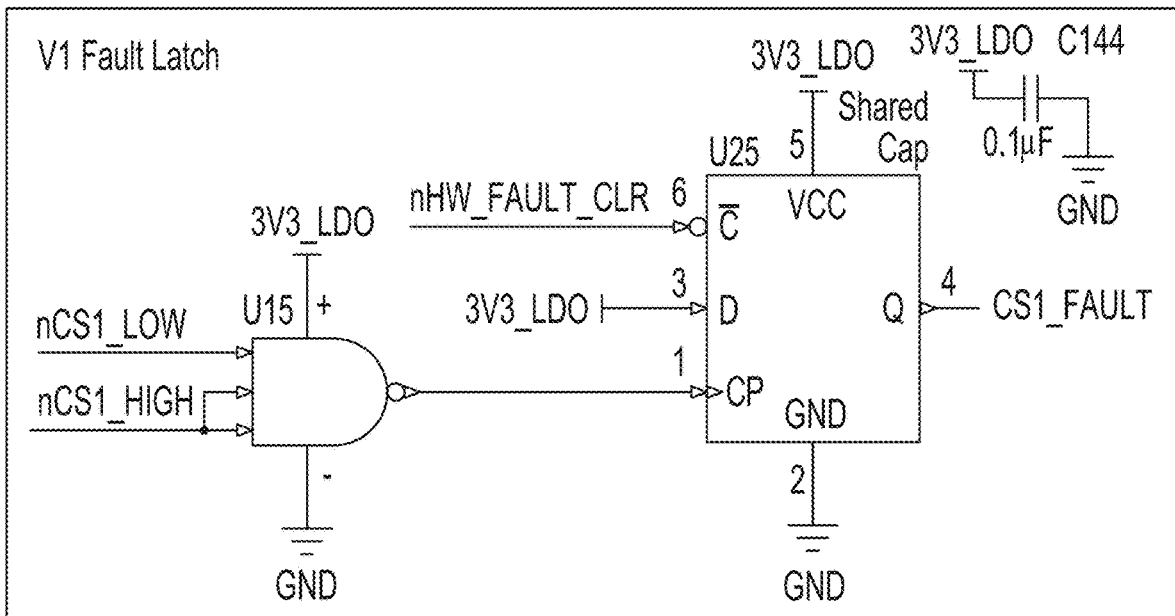 V1 Fault Latch
3V3_LDO
3V3_LDO C144
Shared
Cap
0.1μF
GND
U25
5
VCC
nHW_FAULT_CLR
6
C̅
3V3_LDO
3
D
Q
4
CS1_FAULT
3V3_LDO
U15
+
nCS1_LOW
nCS1_HIGH
1
CP
GND
-
2
GND
GND